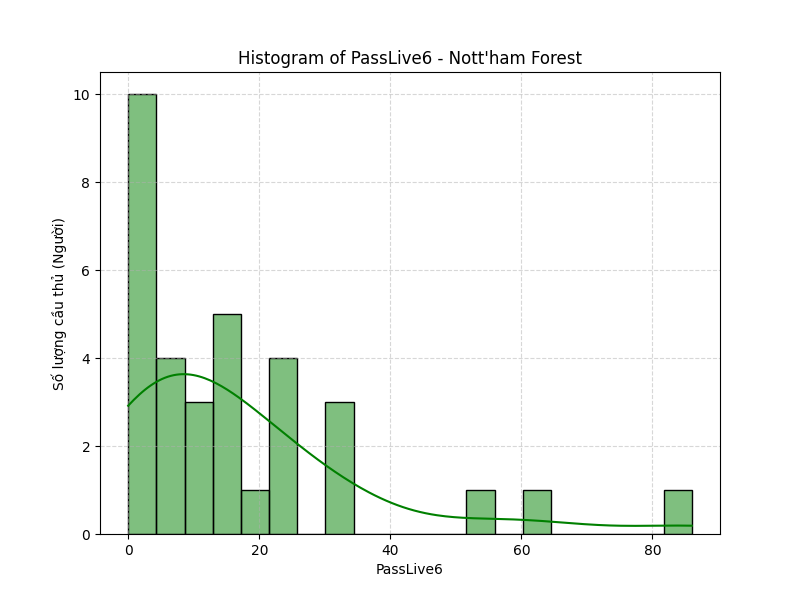 Histogram of PassLive6 - Nott'ham Forest
Số lượng cầu thủ (Người)
10
8
6
4
2
0
0 20 40 60 80
PassLive6